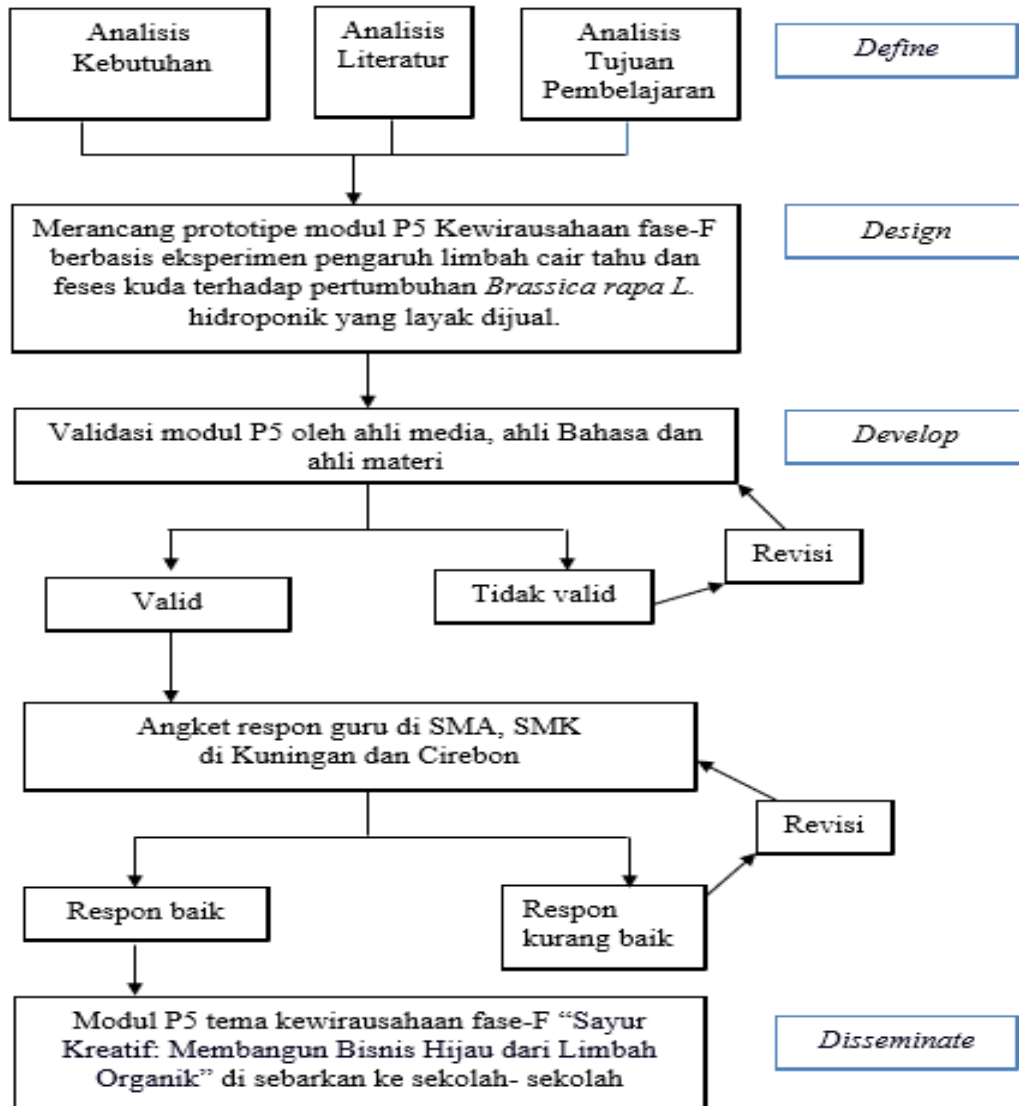 Analisis
Kebutuhan
Analisis
Literatur
Analisis
Tujuan
Pembelajaran
Define
Merancang prototipe modul P5 Kewirausahaan fase-F
berbasis eksperimen pengaruh limbah cair tahu dan
feses kuda terhadap pertumbuhan Brassica rapa L.
hidroponik yang layak dijual.
Design
Validasi modul P5 oleh ahli media, ahli Bahasa dan
ahli materi
Develop
Revisi
Valid
Tidak valid
Angket respon guru di SMA, SMK
di Kuningan dan Cirebon
Revisi
Respon baik
Respon
kurang baik
Modul P5 tema kewirausahaan fase-F “Sayur
Kreatif: Membangun Bisnis Hijau dari Limbah
Organik” di sebarkan ke sekolah- sekolah
Disseminate